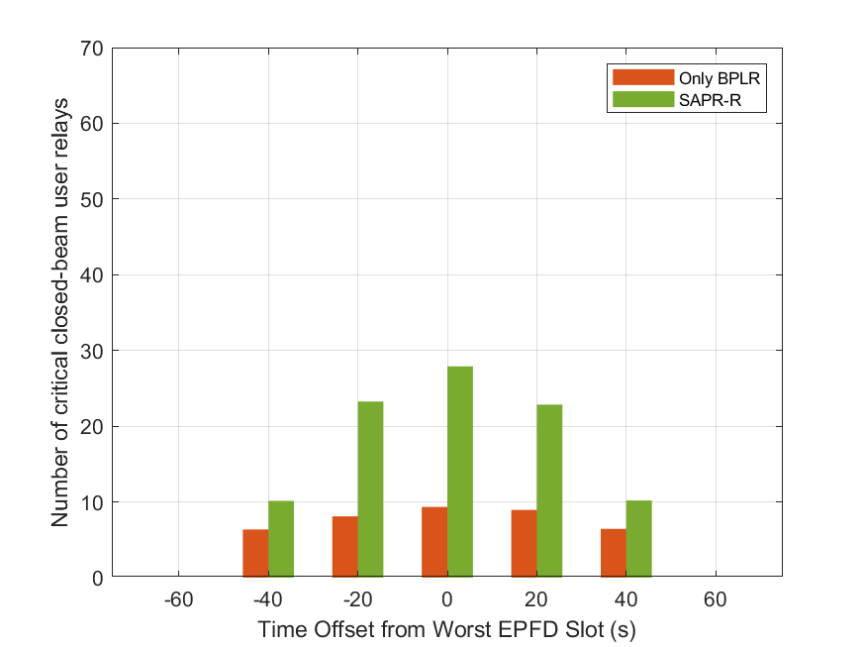 70
60
50
40
30
20
10
0
Number of critical closed-beam user relays
Only BPLR
SAPR-R
-60 -40 -20 0 20 40 60
Time Offset from Worst EPFD Slot (s)